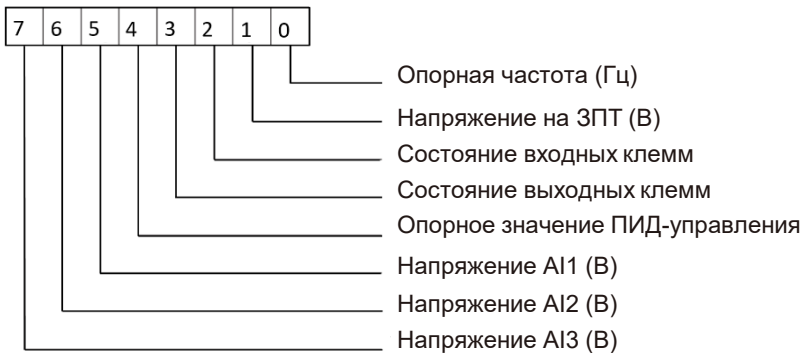 7 6 5 4 3 2 1 0
Опорная частота (Гц)
Напряжение на ЗПТ (В)
Состояние входных клемм
Состояние выходных клемм
Опорное значение ПИД-управления
Напряжение AI1 (В)
Напряжение AI2 (В)
Напряжение AI3 (В)